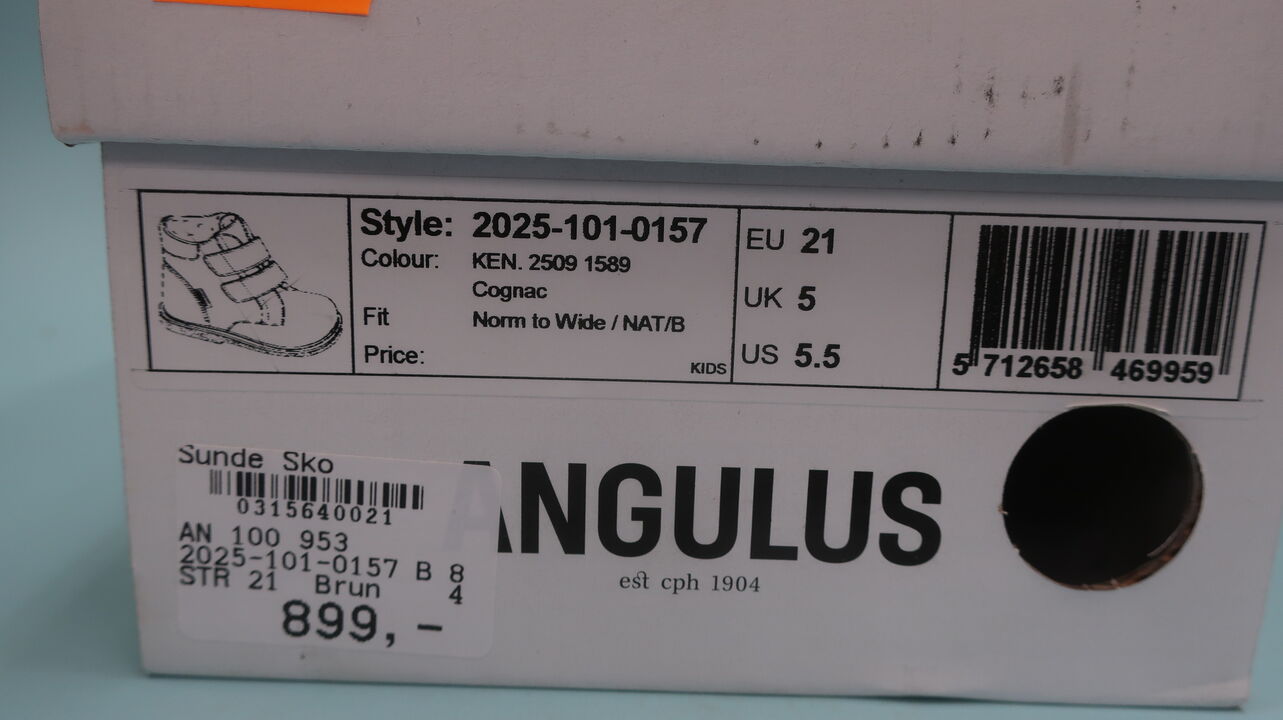 Style: 2025-101-0157
Colour: KEN. 2509 1589
Cognac
Fit Norm to Wide / NAT/B
Price:
KIDS
EU 21
UK 5
US 5.5
5 712658 469959
Sunde Sko
0315640021
AN 100 953
2025-101-0157 B 8
STR 21 Brun 4
899,-
ANGULUS
est cph 1904